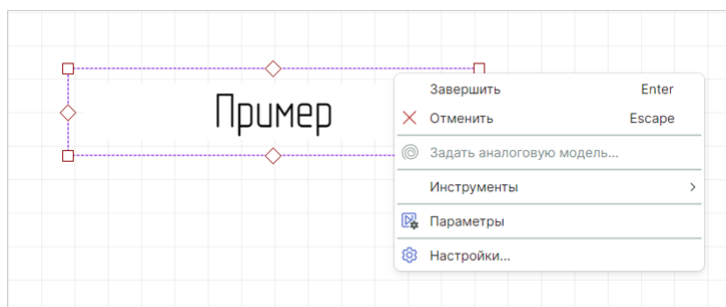 Пример
Завершить Enter
Отменить Escape
Задать аналоговую модель...
Инструменты
Параметры
Настройки...